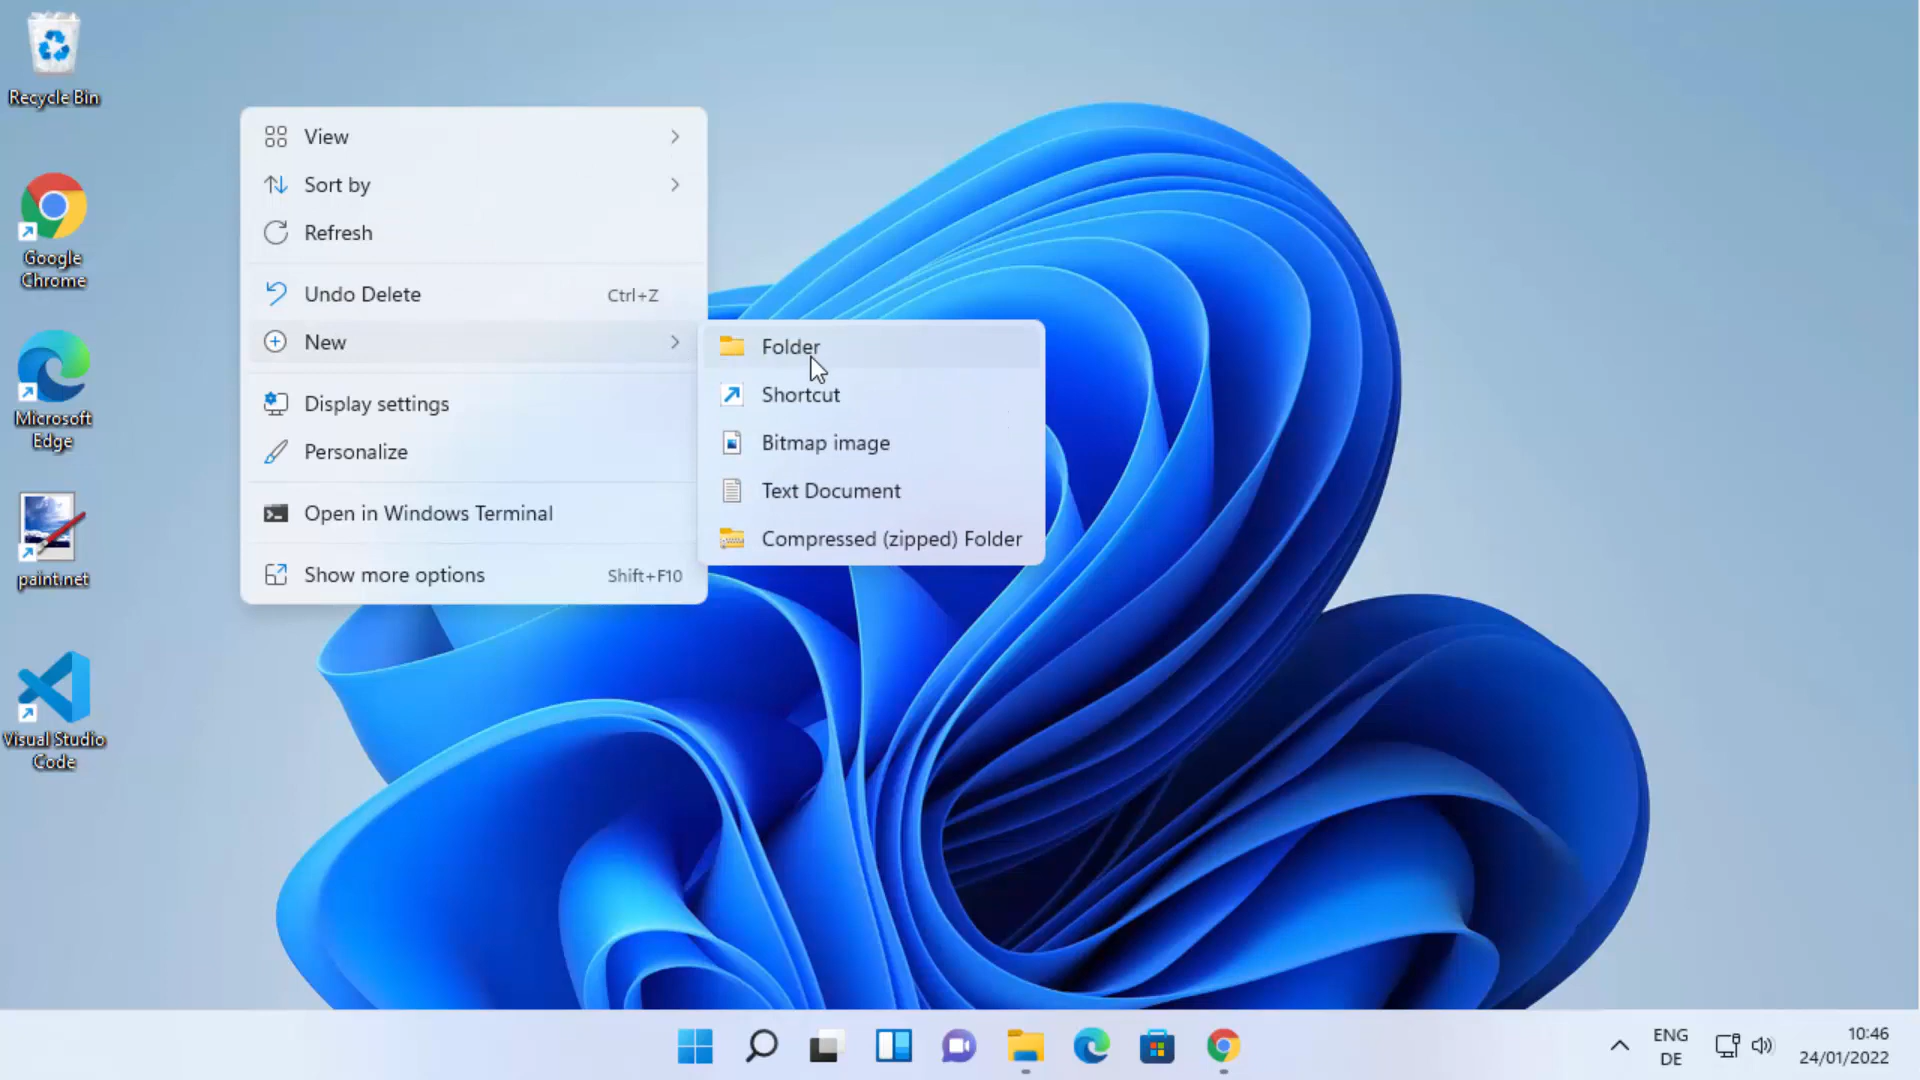 Recycle Bin
Google
Chrome
Microsoft
Edge
paint.net
Visual Studio
Code
View
Sort by
Refresh
Undo Delete Ctrl+Z
New
Display settings
Personalize
Open in Windows Terminal
Show more options Shift+F10
Folder
Shortcut
Bitmap image
Text Document
Compressed (zipped) Folder
ENG
DE
10:46
24/01/2022